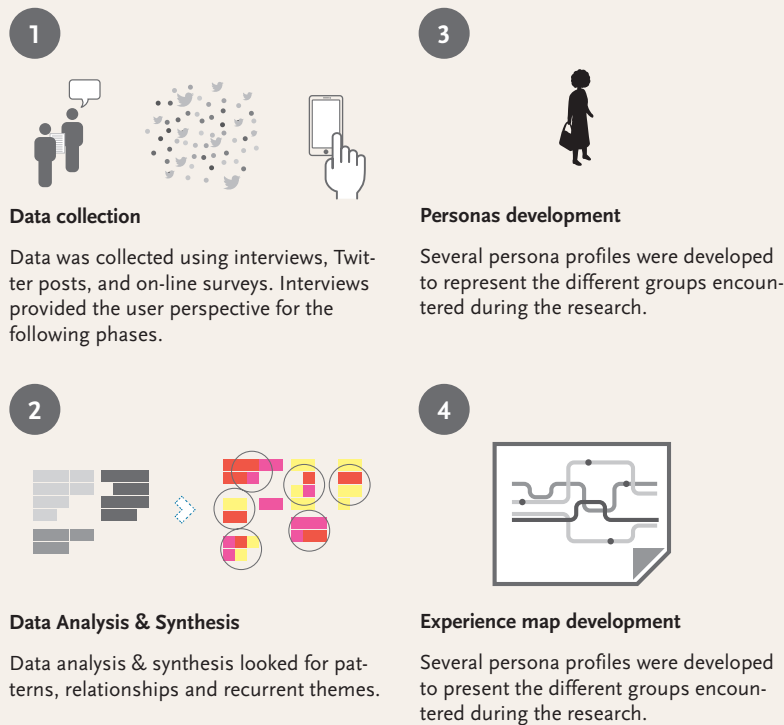 1
Data collection
Data was collected using interviews, Twit-
ter posts, and on-line surveys. Interviews
provided the user perspective for the
following phases.
2
Data Analysis & Synthesis
Data analysis & synthesis looked for pat-
terns, relationships and recurrent themes.
3
Personas development
Several persona profiles were developed
to represent the different groups encoun-
tered during the research.
4
Experience map development
Several persona profiles were developed
to present the different groups encoun-
tered during the research.